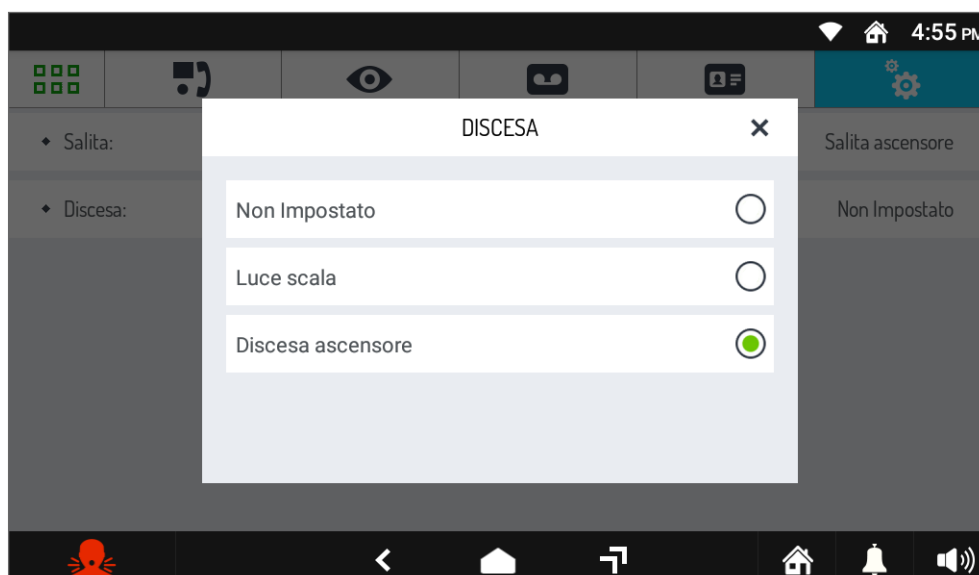 4:55 PM
DISCESA
Salita:
Salita ascensore
Non Impostato
Discesa:
Non Impostato
Luce scala
Discesa ascensore